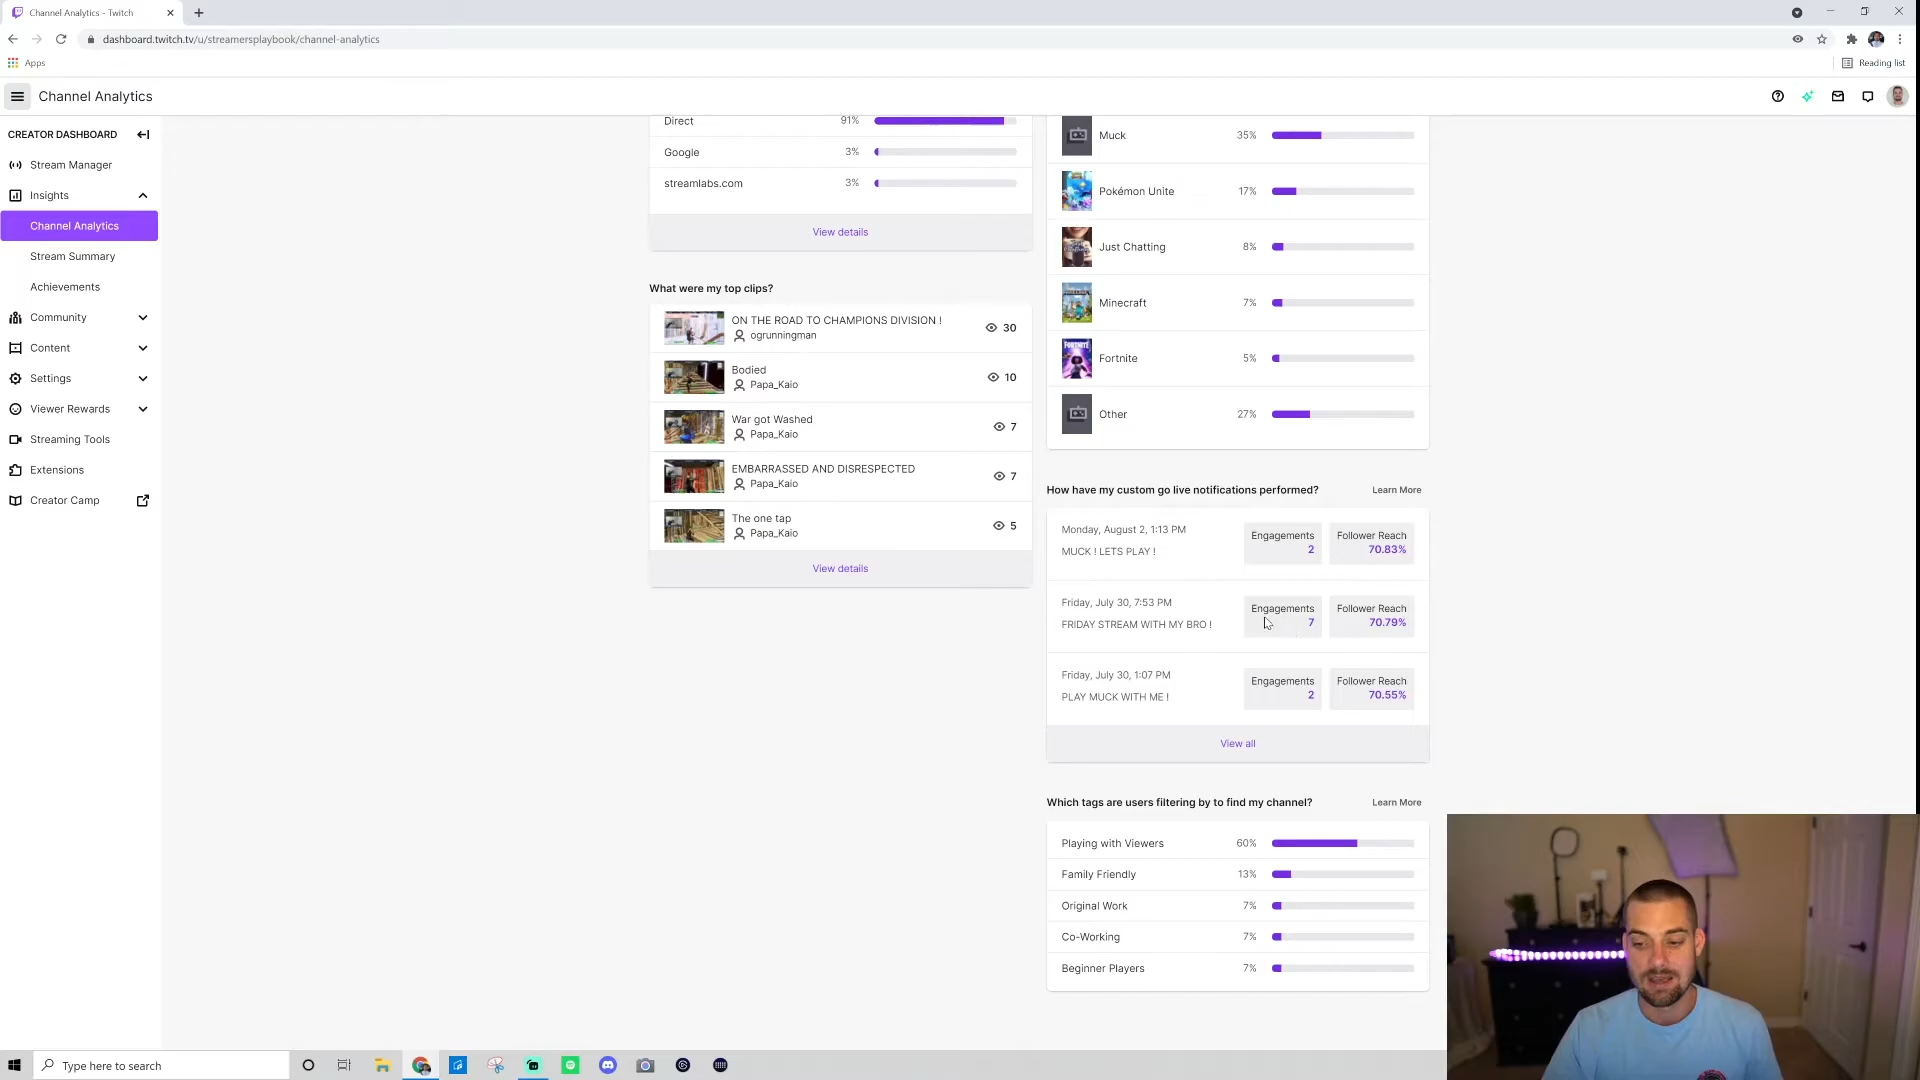 Channel Analytics - Twitch
dashboard.twitch.tv/u/streamersplaybook/channel-analytics
Apps
Reading list
Channel Analytics
CREATOR DASHBOARD
Stream Manager
Insights
Channel Analytics
Stream Summary
Achievements
Community
Content
Settings
Viewer Rewards
Streaming Tools
Extensions
Creator Camp
Direct 91%
Google 3%
streamlabs.com 3%
View details
What were my top clips?
ON THE ROAD TO CHAMPIONS DIVISION ! 30
ogrunningman
Bodied 10
Papa_Kaio
War got Washed 7
Papa_Kaio
EMBARRASSED AND DISRESPECTED 7
Papa_Kaio
The one tap 5
Papa_Kaio
View details
Muck 35%
Pokémon Unite 17%
Just Chatting 8%
Minecraft 7%
Fortnite 5%
Other 27%
How have my custom go live notifications performed? Learn More
Monday, August 2, 1:13 PM
MUCK ! LETS PLAY !
Engagements
2
Follower Reach
70.83%
Friday, July 30, 7:53 PM
FRIDAY STREAM WITH MY BRO !
Engagements
7
Follower Reach
70.79%
Friday, July 30, 1:07 PM
PLAY MUCK WITH ME !
Engagements
2
Follower Reach
70.55%
View all
Which tags are users filtering by to find my channel? Learn More
Playing with Viewers 60%
Family Friendly 13%
Original Work 7%
Co-Working 7%
Beginner Players 7%
Type here to search